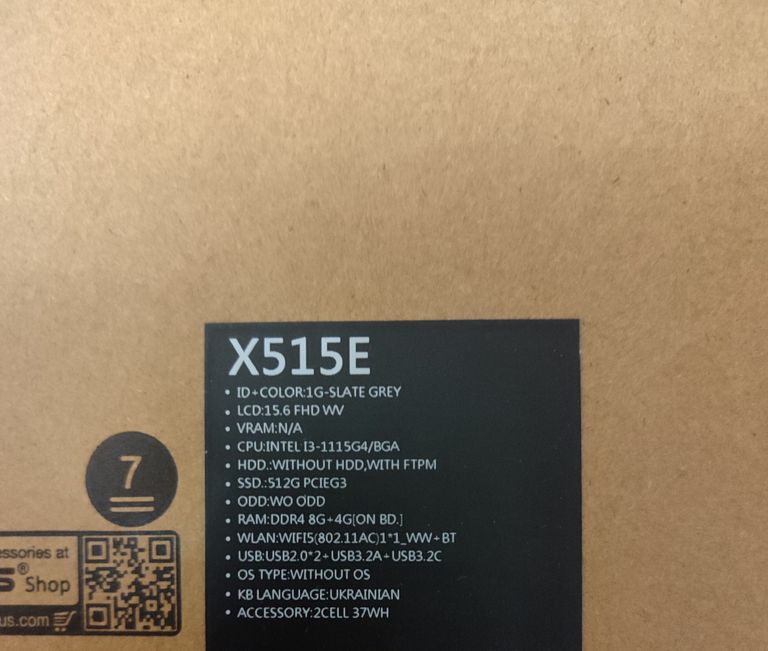 X515E
• ID+COLOR:1G-SLATE GREY
• LCD:15.6 FHD WV
• VRAM:N/A
• CPU:INTEL I3-1115G4/BGA
• HDD.:WITHOUT HDD,WITH FTPM
• SSD.:512G PCIEG3
• ODD:WO ODD
• RAM:DDR4 8G+4G[ON BD.]
• WLAN:WIFI5(802.11AC)1*1_WW+BT
• USB:USB2.0*2+USB3.2A+USB3.2C
• OS TYPE:WITHOUT OS
• KB LANGUAGE:UKRAINIAN
• ACCESSORY:2CELL 37WH
7
essories at
S® Shop
us.com